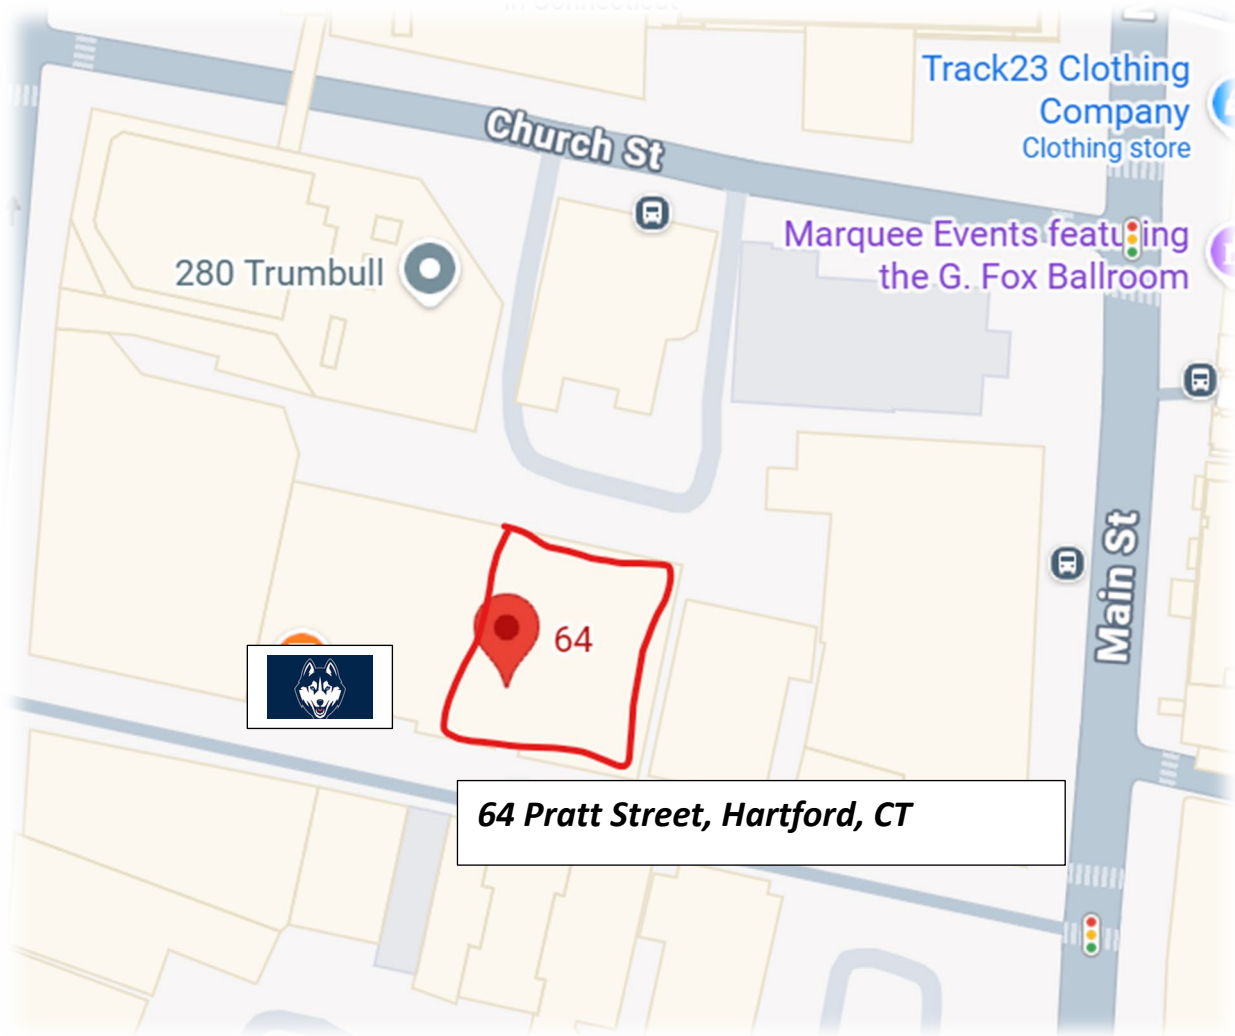 Track23 Clothing
Company
Clothing store
Church St
Marquee Events featuring
the G. Fox Ballroom
280 Trumbull
Main St
64
64 Pratt Street, Hartford, CT